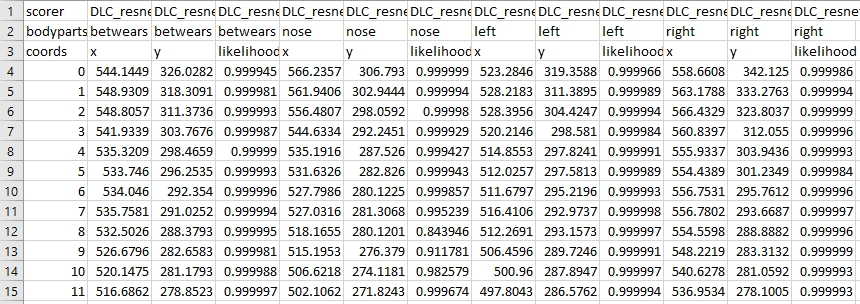 1 scorer DLC_resne DLC_resne DLC_resne DLC_resne DLC_resne DLC_resne DLC_resne DLC_resne DLC_resne DLC_resne DLC_resne DLC_resne
2 bodyparts betwears betwears betwears nose nose nose left left left right right right
3 coords x y likelihood x y likelihood x y likelihood x y likelihood
4 0 544.1449 326.0282 0.999945 566.2357 306.793 0.999999 523.2846 319.3588 0.999966 558.6608 342.125 0.999986
5 1 548.9309 318.3091 0.999981 561.9406 302.9444 0.999994 528.2183 311.3895 0.999989 563.1788 333.2763 0.999994
6 2 548.8057 311.3736 0.999993 556.4807 298.0592 0.99998 528.3956 304.4247 0.999994 566.4329 323.8037 0.999999
7 3 541.9339 303.7676 0.999987 544.6334 292.2451 0.999929 520.2146 298.581 0.999984 560.8397 312.055 0.999996
8 4 535.3209 298.4659 0.99999 535.1916 287.526 0.999427 514.8553 297.8241 0.999991 555.9337 303.9436 0.999993
9 5 533.746 296.2535 0.999993 531.6326 282.826 0.999943 512.0257 297.5813 0.999989 554.4389 301.2349 0.999984
10 6 534.046 292.354 0.999996 527.7986 280.1225 0.999857 511.6797 295.2196 0.999993 556.7531 295.7612 0.999996
11 7 535.7581 291.0252 0.999994 527.0316 281.3068 0.995239 516.4106 292.9737 0.999998 556.7802 293.6687 0.999997
12 8 532.5026 288.3793 0.999995 518.1655 280.1201 0.843946 512.2691 293.1573 0.999997 554.5598 288.8882 0.999996
13 9 526.6796 282.6583 0.999981 515.1953 276.379 0.911781 506.4596 289.7246 0.999991 548.2219 283.3132 0.999999
14 10 520.1475 281.1793 0.999988 506.6218 274.1181 0.982579 500.96 287.8947 0.999997 540.6278 281.0592 0.999993
15 11 516.6862 278.8523 0.999997 502.1062 271.8243 0.999674 497.8043 286.5762 0.999994 536.9534 278.1005 0.999993